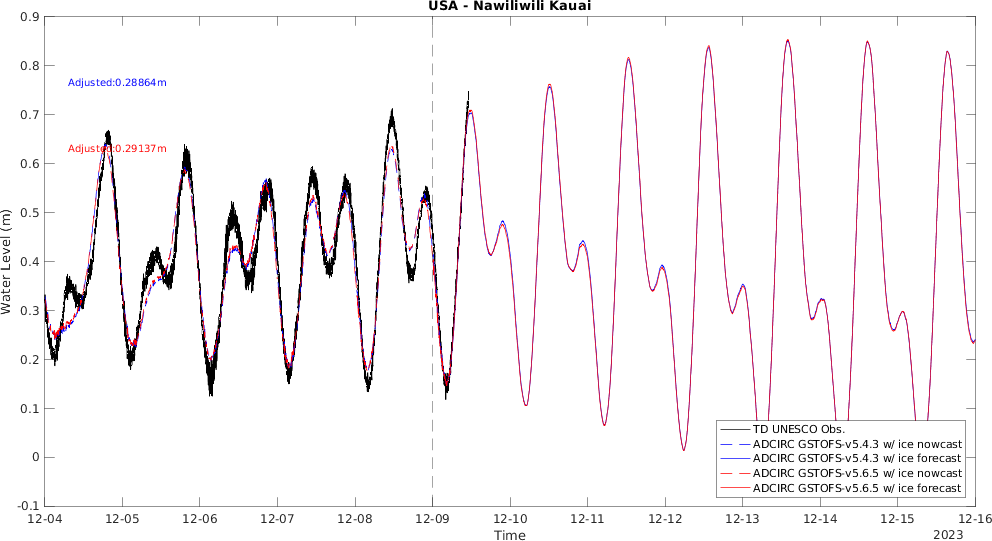 USA - Nawiliwili Kauai
0.9
0.8
0.7
0.6
0.5
0.4
0.3
0.2
0.1
0
-0.1
Water Level (m)
Adjusted:0.28864m
Adjusted:0.29137m
TD UNESCO Obs.
ADCIRC GSTOFS-v5.4.3 w/ ice nowcast
ADCIRC GSTOFS-v5.4.3 w/ ice forecast
ADCIRC GSTOFS-v5.6.5 w/ ice nowcast
ADCIRC GSTOFS-v5.6.5 w/ ice forecast
12-04 12-05 12-06 12-07 12-08 12-09 12-10 12-11 12-12 12-13 12-14 12-15 12-16
Time
2023